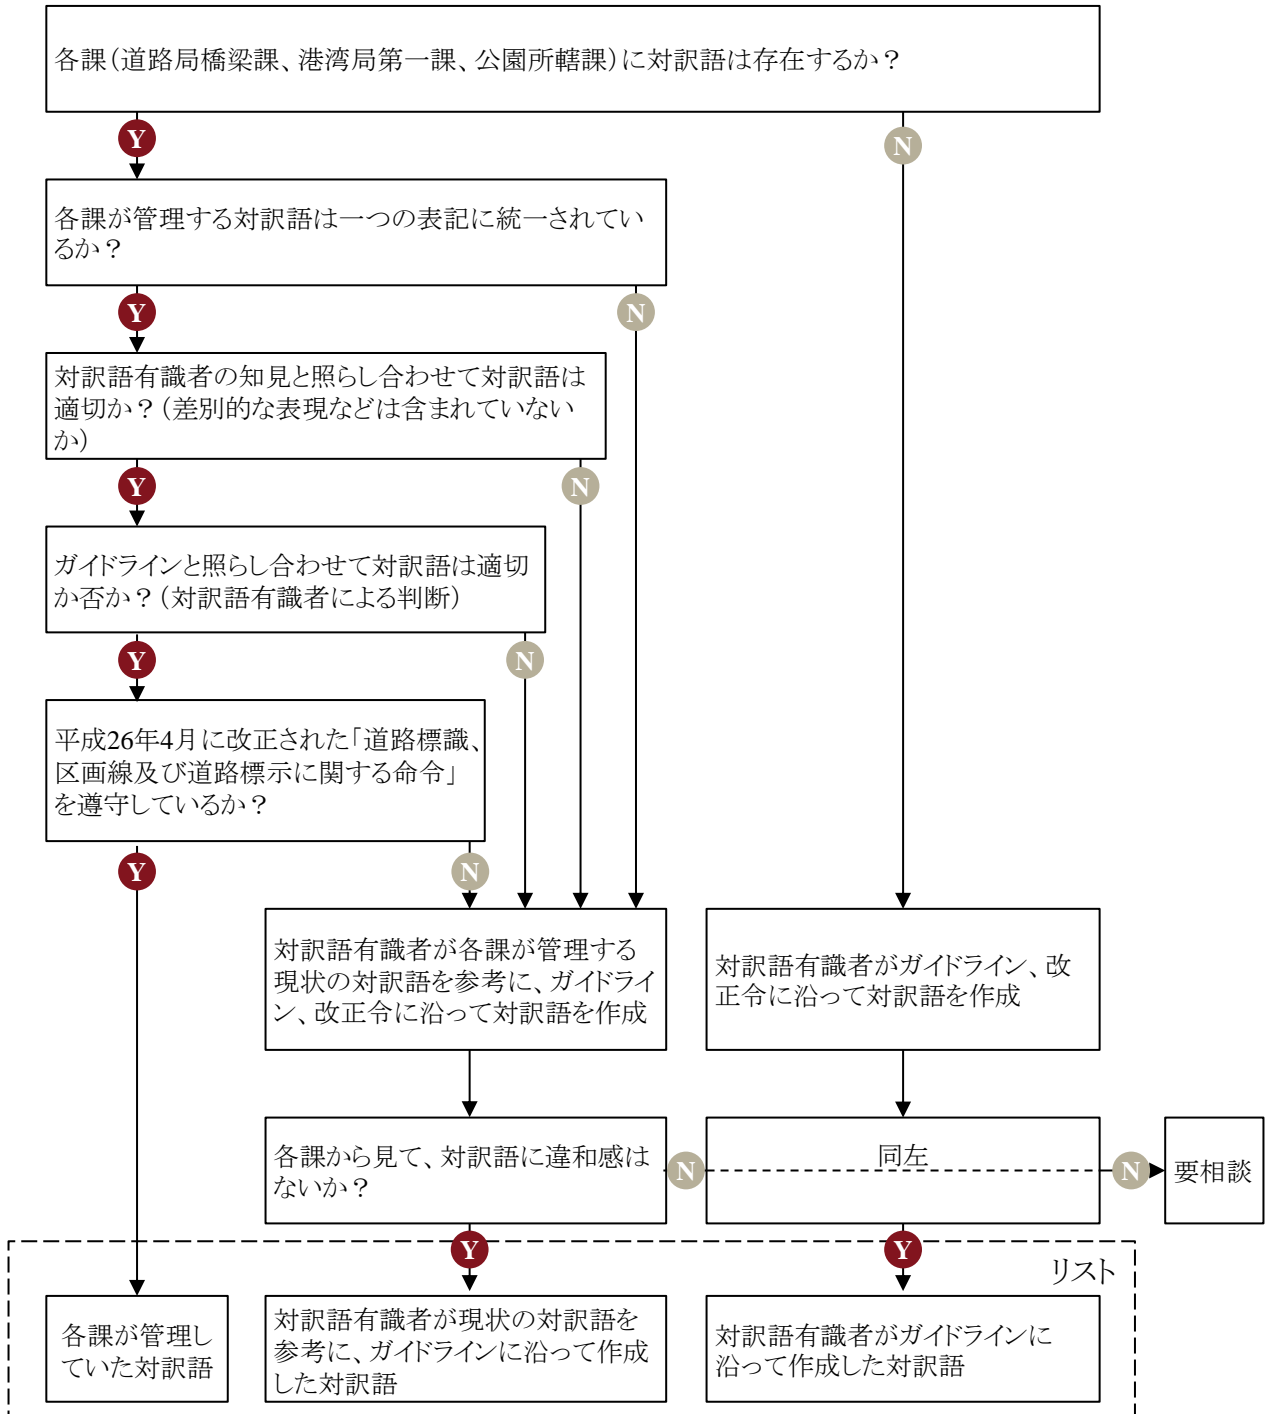 各課（道路局橋梁課、港湾局第一課、公園所轄課）に対訳語は存在するか？
Y
N
各課が管理する対訳語は一つの表記に統一されてい
るか？
Y
N
対訳語有識者の知見と照らし合わせて対訳語は
適切か？（差別的な表現などは含まれていない
か）
Y
N
ガイドラインと照らし合わせて対訳語は適切
か否か？（対訳語有識者による判断）
Y
N
平成26年4月に改正された「道路標識、
区画線及び道路標示に関する命令」
を遵守しているか？
Y
N
対訳語有識者が各課が管理する
現状の対訳語を参考に、ガイドライ
ン、改正令に沿って対訳語を作成
対訳語有識者がガイドライン、改
正令に沿って対訳語を作成
各課から見て、対訳語に違和感は
ないか？
N
同左
N
要相談
Y
Y
リスト
各課が管理し
ていた対訳語
対訳語有識者が現状の対訳語を
参考に、ガイドラインに沿って作成
した対訳語
対訳語有識者がガイドラインに
沿って作成した対訳語